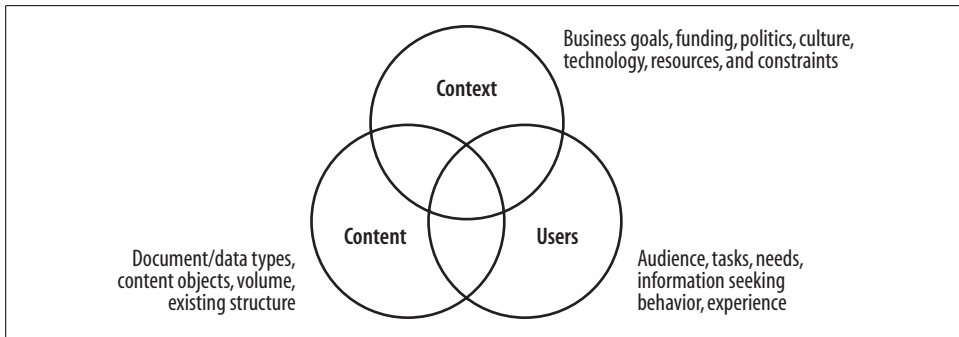 Business goals, funding, politics, culture,
technology, resources, and constraints
Context
Content
Users
Document/data types,
content objects, volume,
existing structure
Audience, tasks, needs,
information seeking
behavior, experience